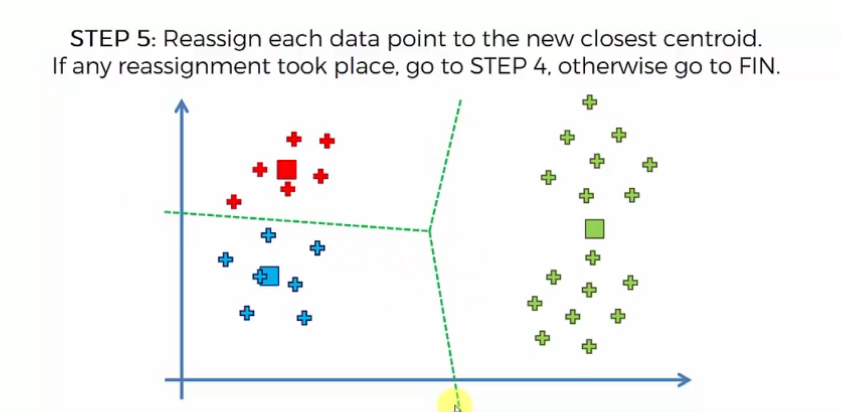 STEP 5: Reassign each data point to the new closest centroid.
If any reassignment took place, go to STEP 4, otherwise go to FIN.